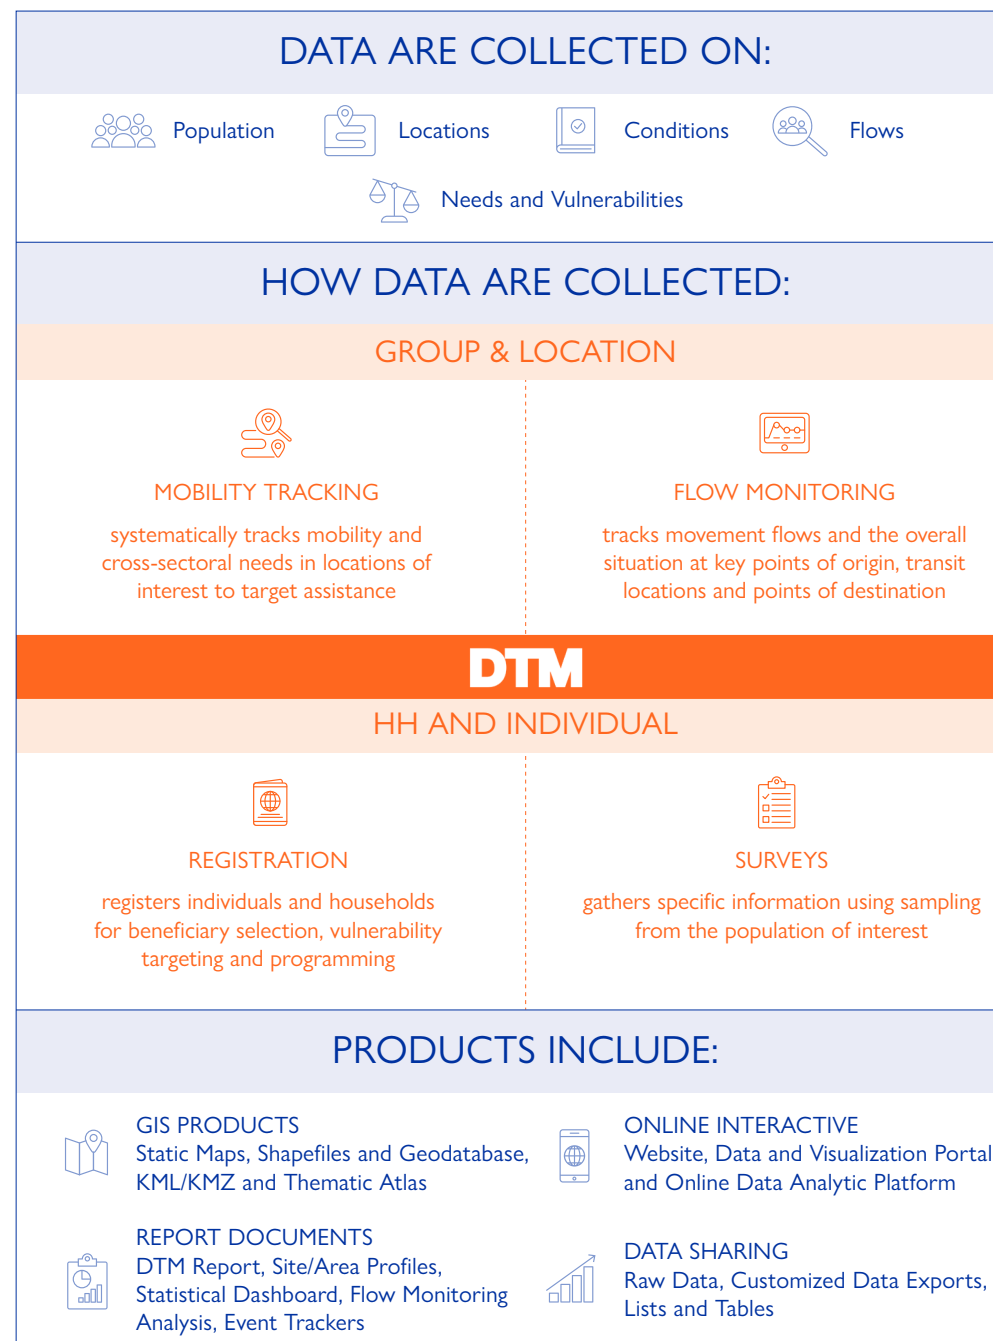 DATA ARE COLLECTED ON:
Population
Locations
Conditions
Flows
Needs and Vulnerabilities
HOW DATA ARE COLLECTED:
GROUP & LOCATION
MOBILITY TRACKING
systematically tracks mobility and
cross-sectoral needs in locations of
interest to target assistance
FLOW MONITORING
tracks movement flows and the overall
situation at key points of origin, transit
locations and points of destination
DTM
HH AND INDIVIDUAL
REGISTRATION
registers individuals and households
for beneficiary selection, vulnerability
targeting and programming
SURVEYS
gathers specific information using sampling
from the population of interest
PRODUCTS INCLUDE:
GIS PRODUCTS
Static Maps, Shapefiles and Geodatabase,
KML/KMZ and Thematic Atlas
ONLINE INTERACTIVE
Website, Data and Visualization Portal
and Online Data Analytic Platform
REPORT DOCUMENTS
DTM Report, Site/Area Profiles,
Statistical Dashboard, Flow Monitoring
Analysis, Event Trackers
DATA SHARING
Raw Data, Customized Data Exports,
Lists and Tables